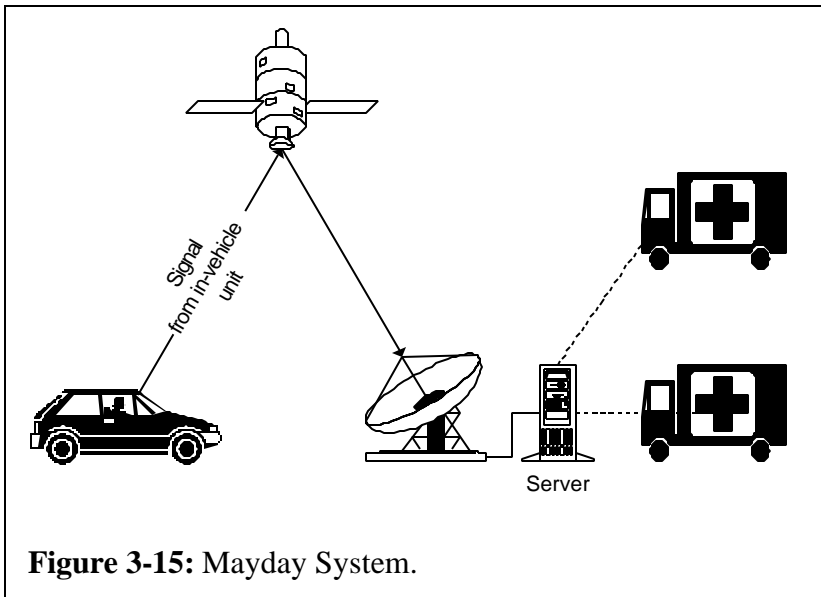 Signal
from in-vehicle
unit
Server
Figure 3-15: Mayday System.